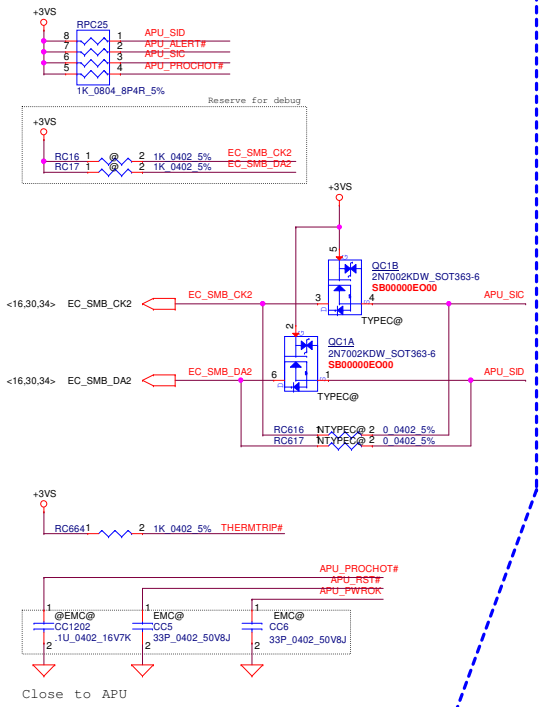 +3VS
RPC25
8 1 APU_SID
7 2 APU_ALERT#
6 3 APU_SIC
5 4 APU_PROCHOT#
1K_0804_8P4R_5%
Reserve for debug
+3VS
RC16 1 @ 2 1K_0402_5% EC_SMB_CK2
RC17 1 @ 2 1K_0402_5% EC_SMB_DA2
+3VS
5 G
QC1B
2N7002KDW_SOT363-6
SB00000EO00
<16,30,34> EC_SMB_CK2 EC_SMB_CK2 3 D S 4 APU_SIC
TYPEC@
2 G
QC1A
2N7002KDW_SOT363-6
SB00000EO00
<16,30,34> EC_SMB_DA2 EC_SMB_DA2 6 D S 1 APU_SID
TYPEC@
RC616 1 NTYPEC@ 2 0_0402_5%
RC617 1 NTYPEC@ 2 0_0402_5%
+3VS
RC664 1 2 1K_0402_5% THERMTRIP#
APU_PROCHOT#
APU_RST#
APU_PWROK
1 1 1
@EMC@ EMC@ EMC@
CC1202 CC5 CC6
.1U_0402_16V7K 33P_0402_50V8J 33P_0402_50V8J
2 2 2
Close to APU